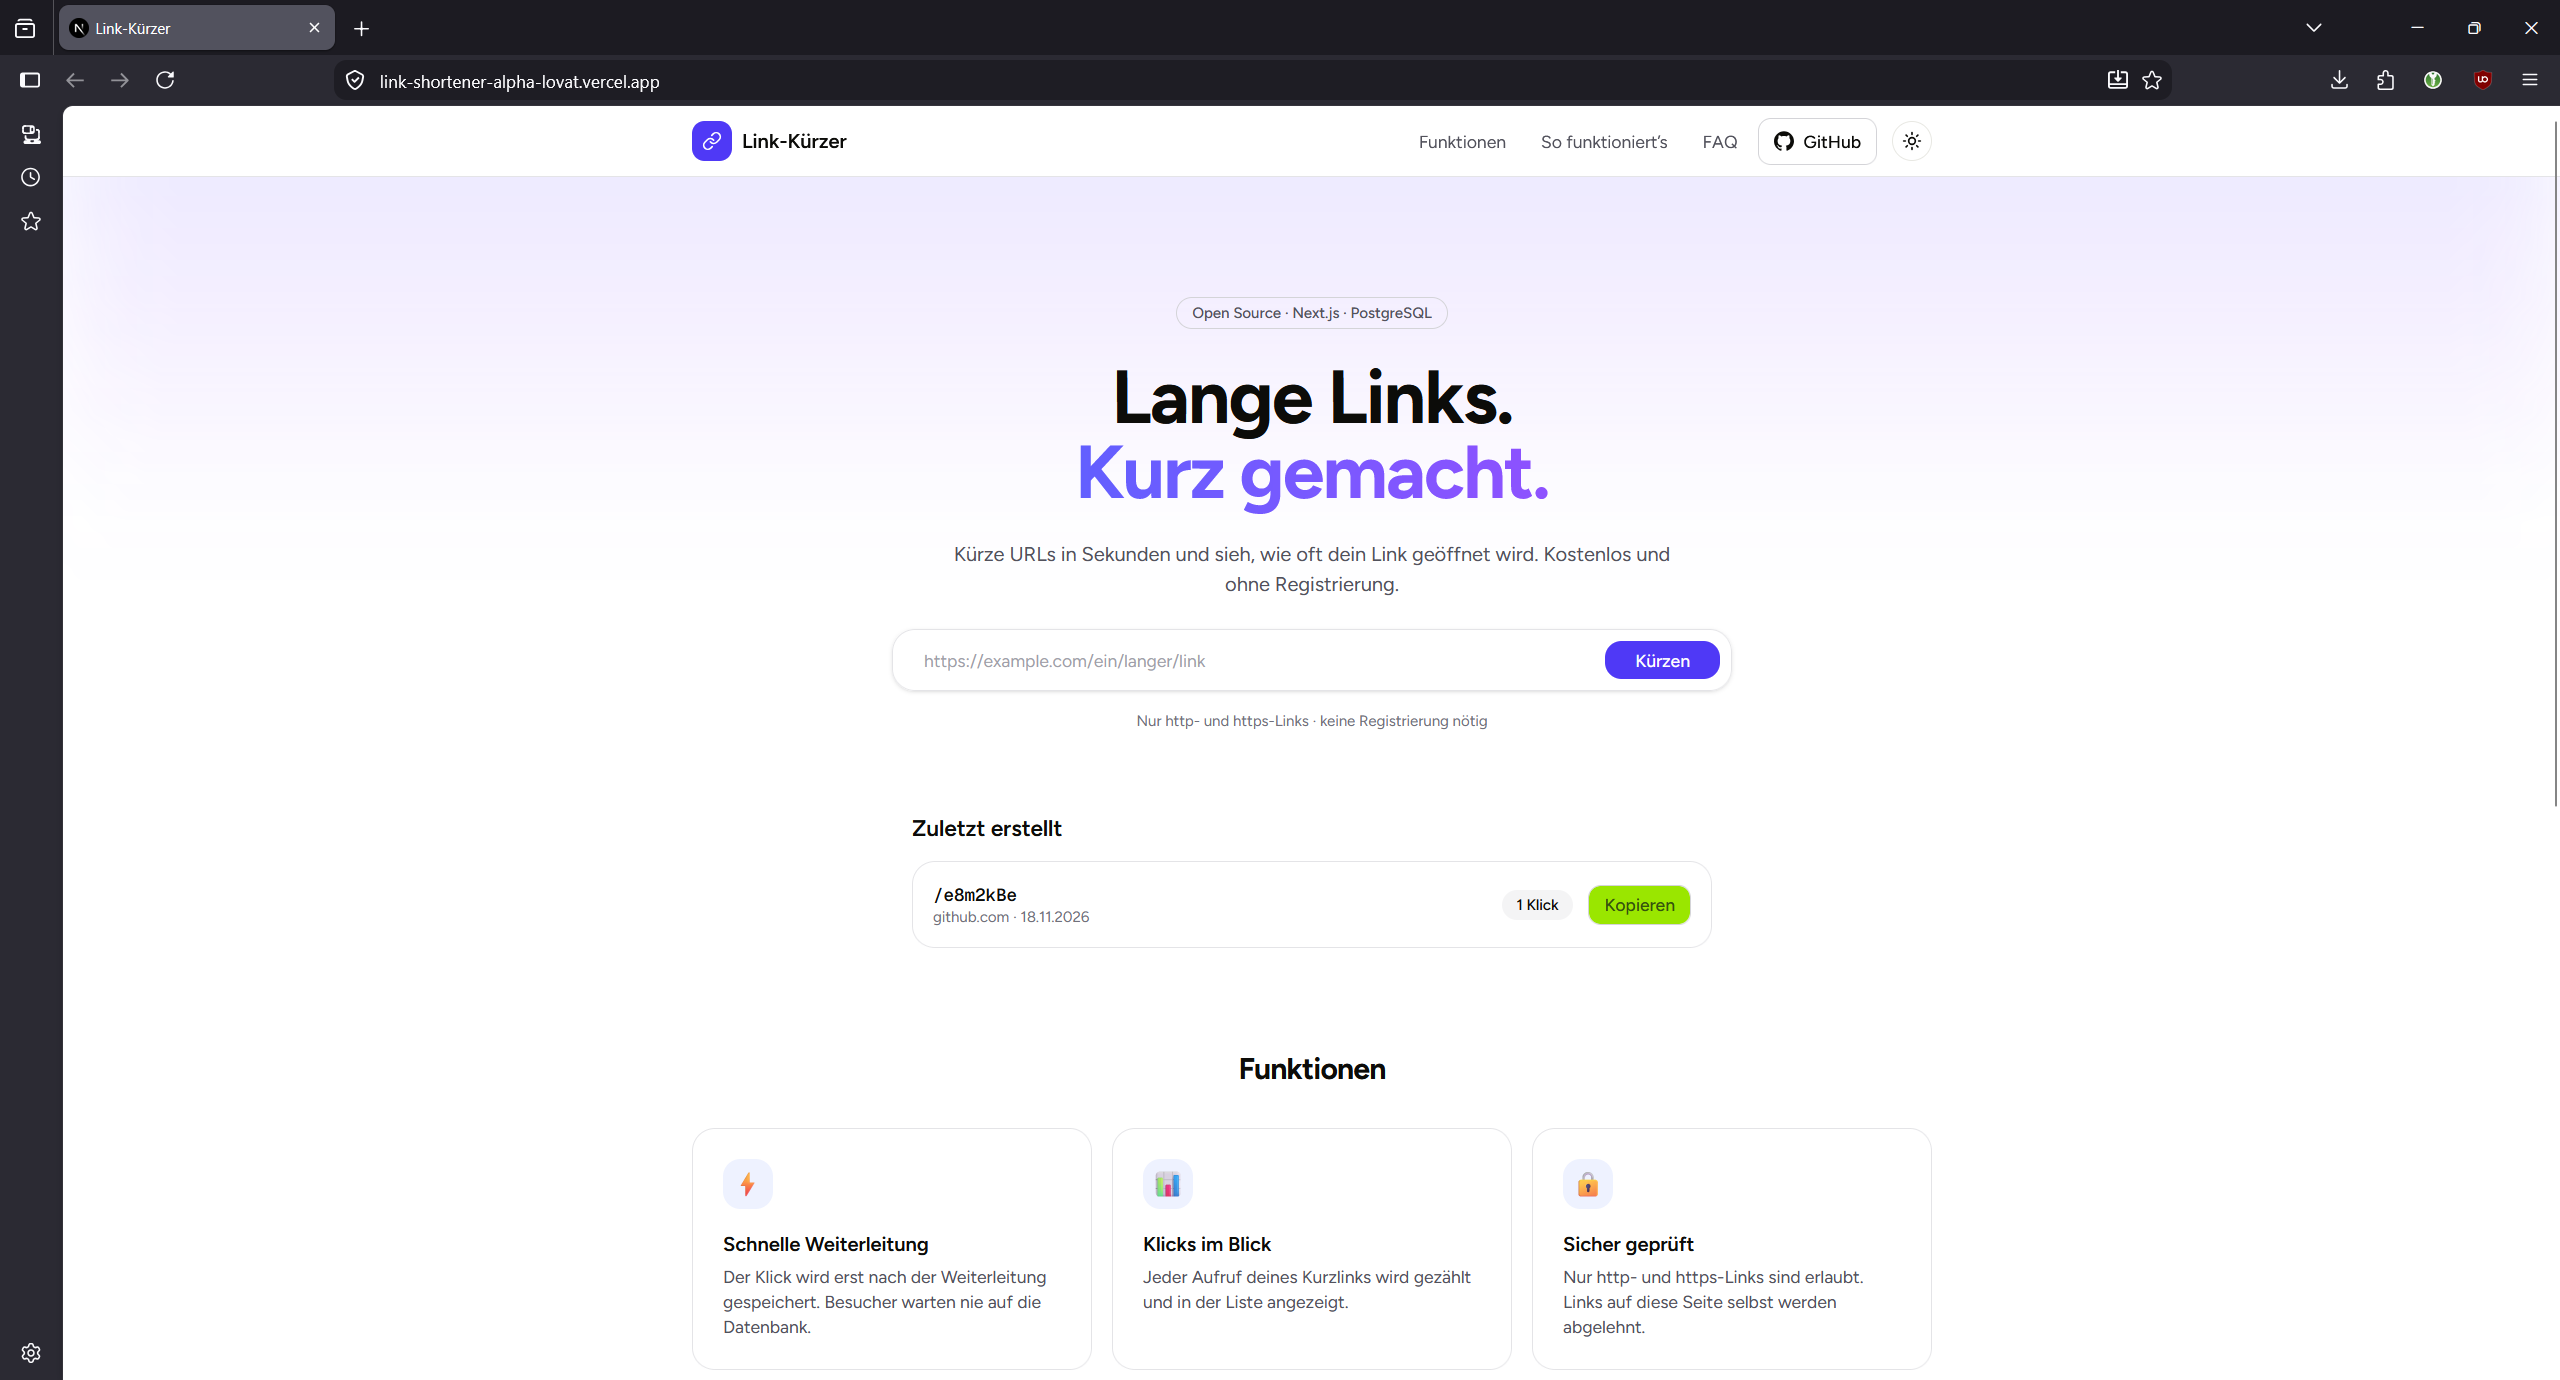 Link-Kürzer
link-shortener-alpha-lovat.vercel.app
Link-Kürzer
Funktionen
So funktioniert’s
FAQ
GitHub
Open Source · Next.js · PostgreSQL
Lange Links.
Kurz gemacht.
Kürze URLs in Sekunden und sieh, wie oft dein Link geöffnet wird. Kostenlos und
ohne Registrierung.
https://example.com/ein/langer/link
Kürzen
Nur http- und https-Links · keine Registrierung nötig
Zuletzt erstellt
/e8m2kBe
github.com · 18.11.2026
1 Klick
Kopieren
Funktionen
Schnelle Weiterleitung
Der Klick wird erst nach der Weiterleitung
gespeichert. Besucher warten nie auf die
Datenbank.
Klicks im Blick
Jeder Aufruf deines Kurzlinks wird gezählt
und in der Liste angezeigt.
Sicher geprüft
Nur http- und https-Links sind erlaubt.
Links auf diese Seite selbst werden
abgelehnt.